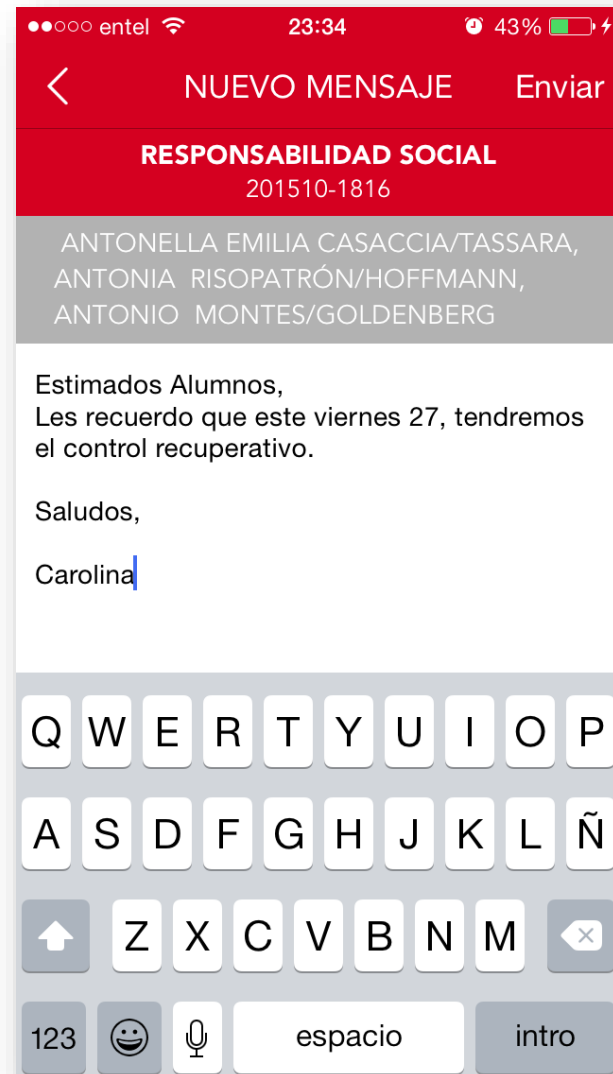 entel 23:34 43%
NUEVO MENSAJE Enviar
RESPONSABILIDAD SOCIAL
201510-1816
ANTONELLA EMILIA CASACCIA/TASSARA,
ANTONIA RISOPATRÓN/HOFFMANN,
ANTONIO MONTES/GOLDENBERG
Estimados Alumnos,
Les recuerdo que este viernes 27, tendremos
el control recuperativo.
Saludos,
Carolina
Q W E R T Y U I O P
A S D F G H J K L Ñ
Z X C V B N M
123 espacio intro